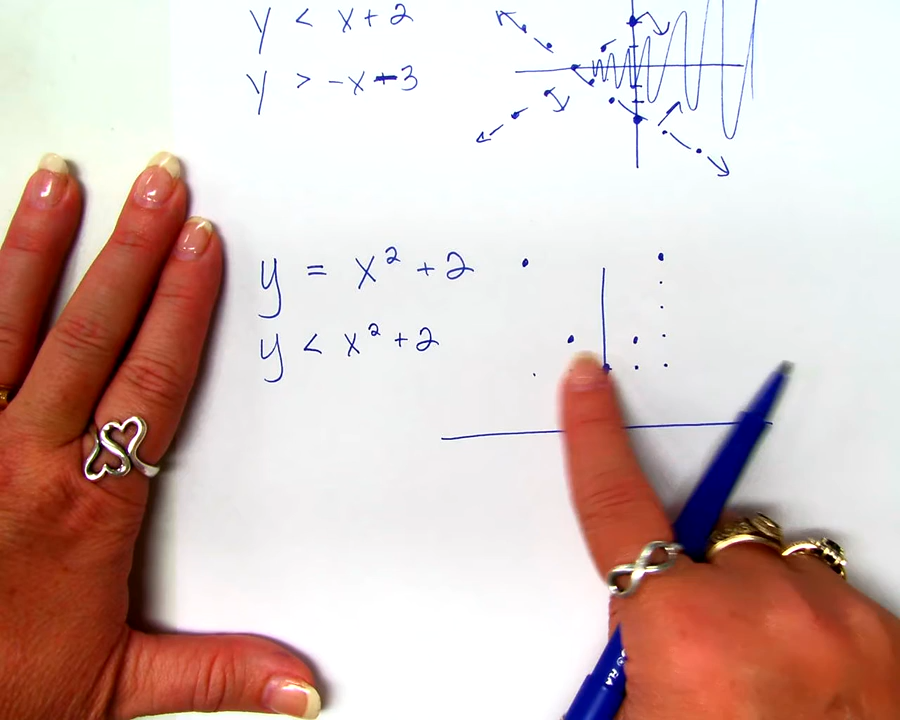 y < x + 2
y > -x - 3
y = x² + 2
y < x² + 2